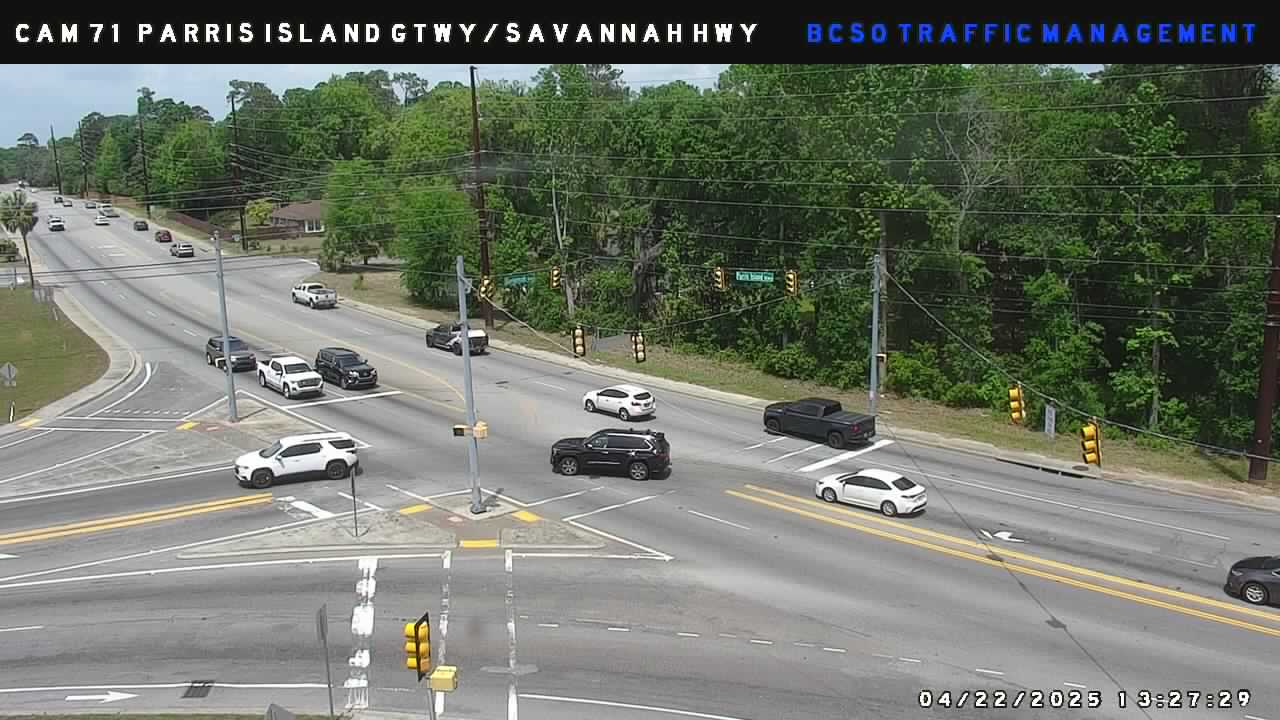 CAM 71 PARRIS ISLAND GTWY/SAVANNAH HWY BCSO TRAFFIC MANAGEMENT
04/22/2025 13:27:29